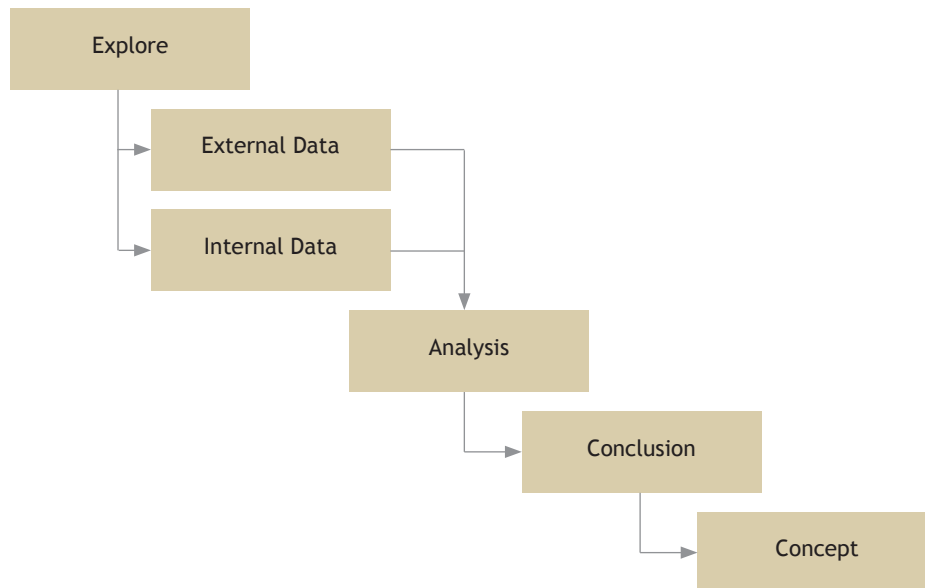 Explore
External Data
Internal Data
Analysis
Conclusion
Concept